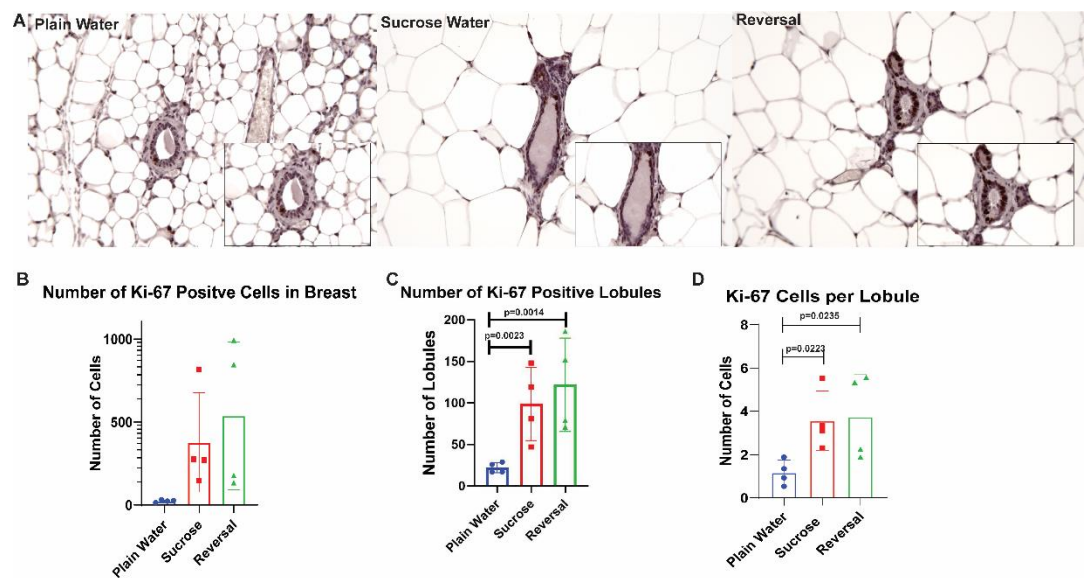 A
Plain Water
Sucrose Water
Reversal
B
Number of Ki-67 Positve Cells in Breast
1000
500
0
Number of Cells
Plain Water
Sucrose
Reversal
C
Number of Ki-67 Positive Lobules
p=0.0014
p=0.0023
200
150
100
50
0
Number of Lobules
Plain Water
Sucrose
Reversal
D
Ki-67 Cells per Lobule
p=0.0235
p=0.0223
8
6
4
2
0
Number of Cells
Plain Water
Sucrose
Reversal